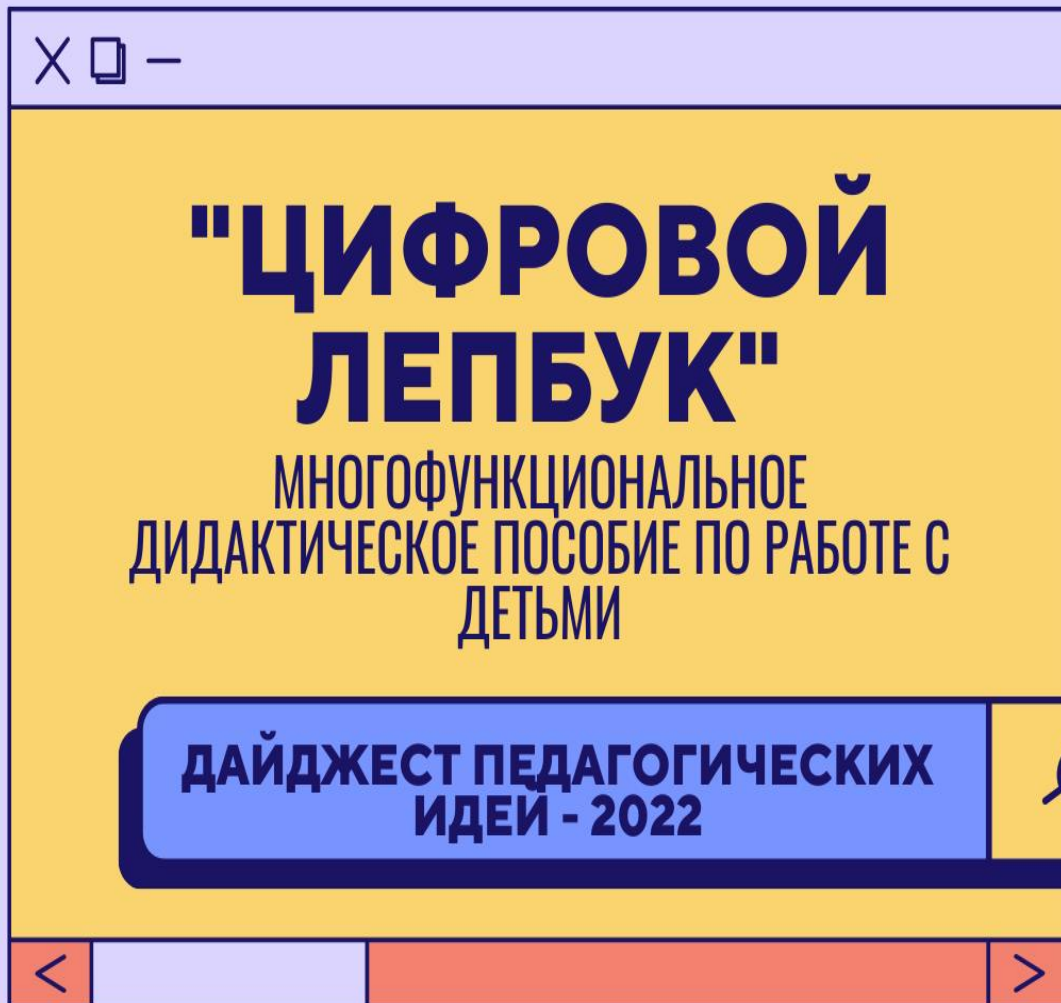 "ЦИФРОВОЙ
ЛЕПБУК"
МНОГОФУНКЦИОНАЛЬНОЕ
ДИДАКТИЧЕСКОЕ ПОСОБИЕ ПО РАБОТЕ С
ДЕТЬМИ
ДАЙДЖЕСТ ПЕДАГОГИЧЕСКИХ
ИДЕЙ - 2022